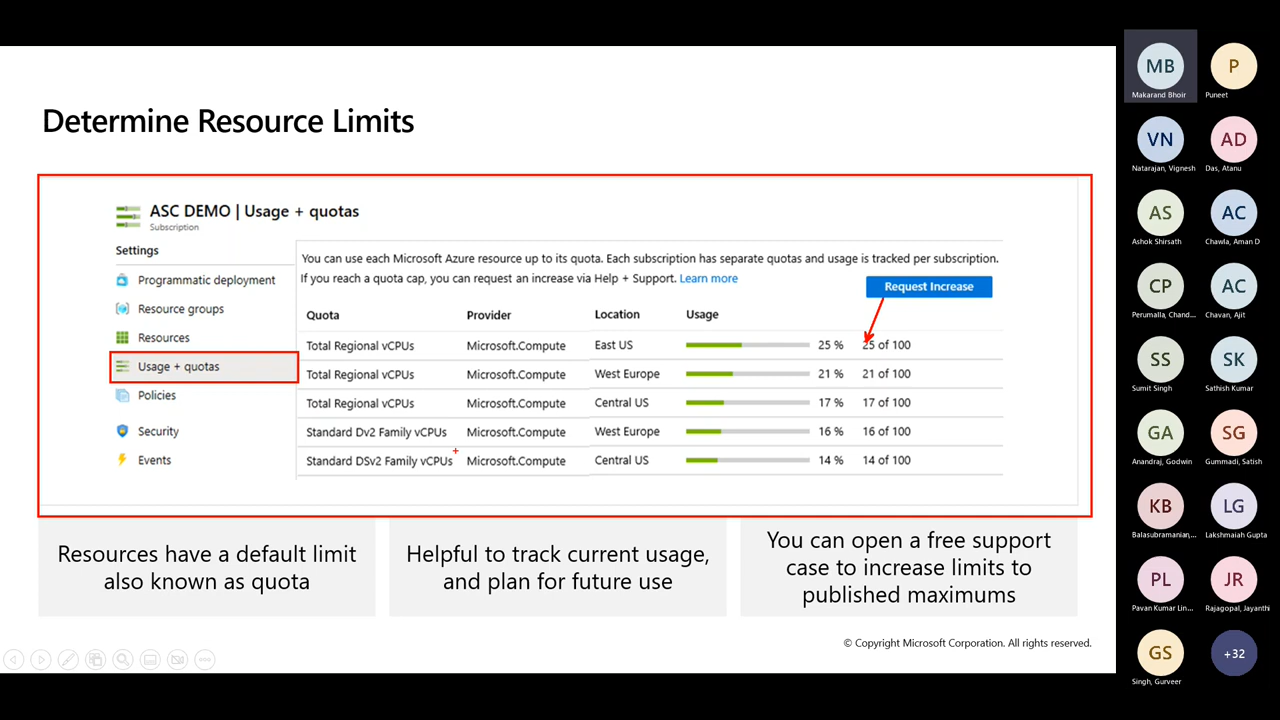 Determine Resource Limits
ASC DEMO | Usage + quotas
Subscription
Settings
Programmatic deployment
Resource groups
Resources
Usage + quotas
Policies
Security
Events
You can use each Microsoft Azure resource up to its quota. Each subscription has separate quotas and usage is tracked per subscription.
If you reach a quota cap, you can request an increase via Help + Support. Learn more
Request Increase
Quota Provider Location Usage
Total Regional vCPUs Microsoft.Compute East US 25 % 25 of 100
Total Regional vCPUs Microsoft.Compute West Europe 21 % 21 of 100
Total Regional vCPUs Microsoft.Compute Central US 17 % 17 of 100
Standard Dv2 Family vCPUs Microsoft.Compute West Europe 16 % 16 of 100
Standard DSv2 Family vCPUs Microsoft.Compute Central US 14 % 14 of 100
Resources have a default limit
also known as quota
Helpful to track current usage,
and plan for future use
You can open a free support
case to increase limits to
published maximums
© Copyright Microsoft Corporation. All rights reserved.
MB
Makarand Bhoir
P
Puneet
VN
Natarajan, Vignesh
AD
Das, Atanu
AS
Ashok Shirsath
AC
Chawla, Aman D
CP
Perumalla, Chand...
AC
Chavan, Ajit
SS
Sumit Singh
SK
Sathish Kumar
GA
Anandraj, Godwin
SG
Gummadi, Satish
KB
Balasubramanian,...
LG
Lakshmaiah Gupta
PL
Pavan Kumar Lin...
JR
Rajagopal, Jayanthi
GS
Singh, Gurveer
+32